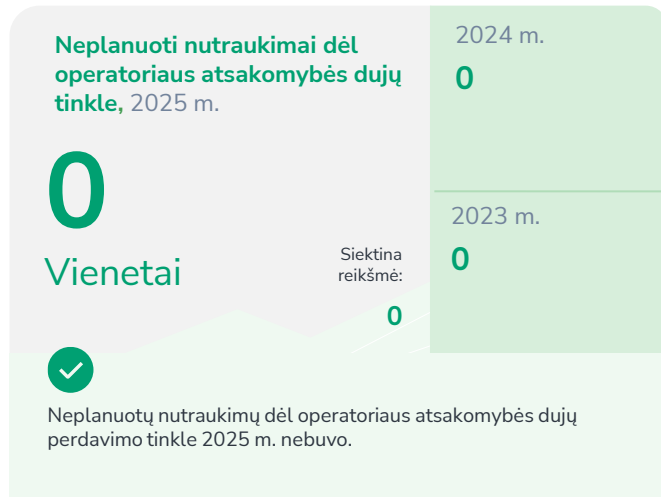 Neplanuoti nutraukimai dėl
operatoriaus atsakomybės dujų
tinkle, 2025 m.
0
Vienetai
Siektina
reikšmė:
0
2024 m.
0
2023 m.
0
Neplanuotų nutraukimų dėl operatoriaus atsakomybės dujų
perdavimo tinkle 2025 m. nebuvo.